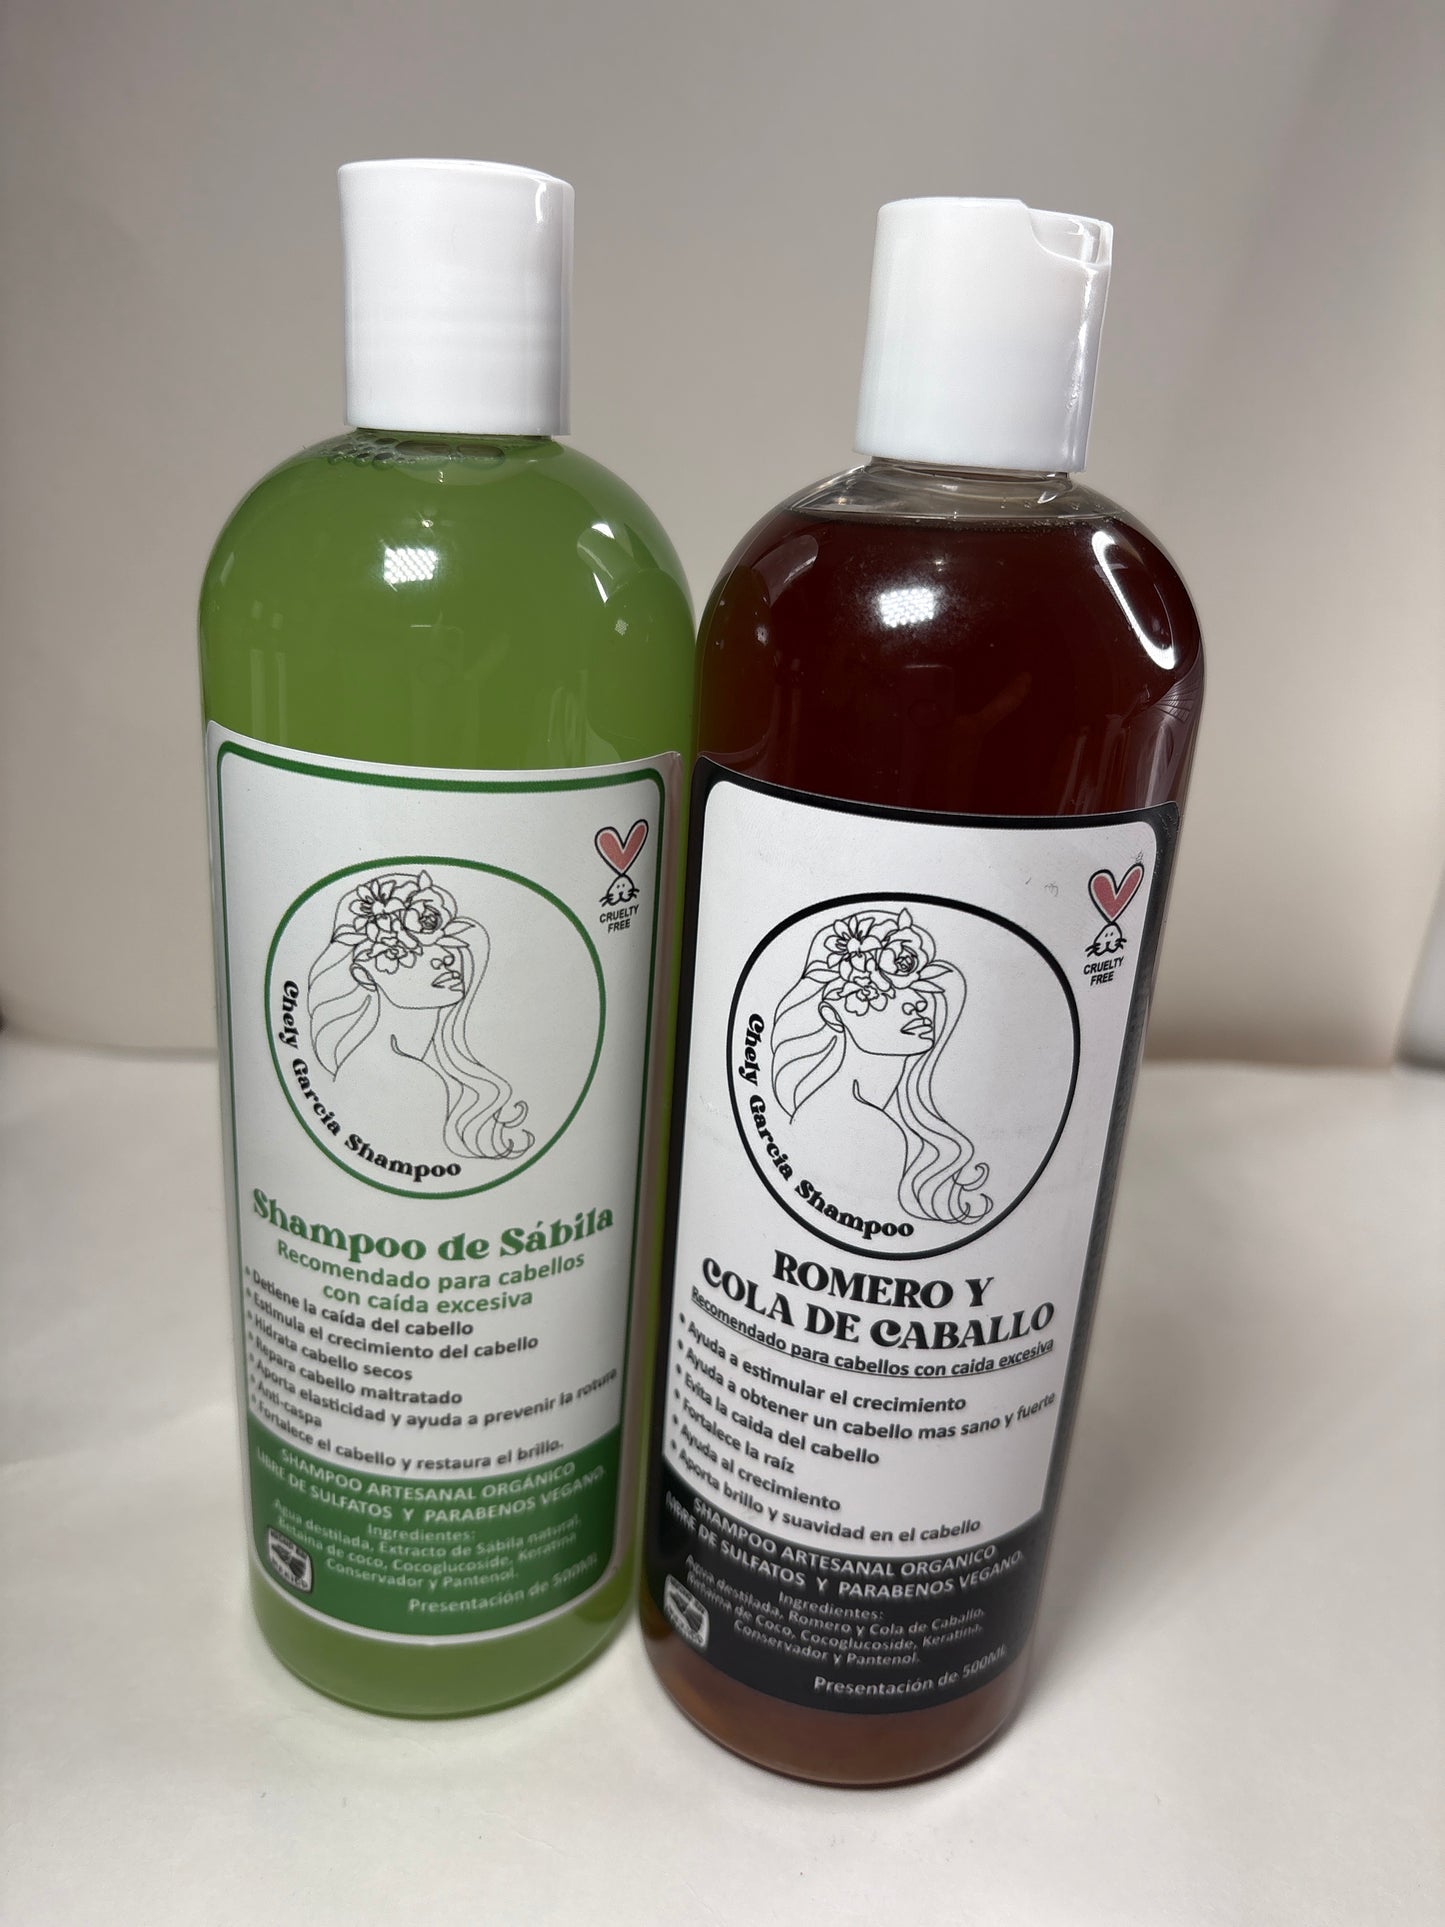 CRUELTY
FREE
Chely Garcia Shampoo
Shampoo de Sábila
Recomendado para cabellos
con caída excesiva
• Detiene la caída del cabello
• Estimula el crecimiento del cabello
• Hidrata cabello secos
• Repara cabello maltratado
• Aporta elasticidad y ayuda a prevenir la rotura
• Anti-caspa
• Fortalece el cabello y restaura el brillo.
SHAMPOO ARTESANAL ORGÁNICO
LIBRE DE SULFATOS Y PARABENOS VEGANO.
Ingredientes:
Agua destilada, Extracto de Sábila natural,
Betaina de coco, Cocoglucoside, Keratina
Conservador y Pantenol.
Presentación de 500ML
CRUELTY
FREE
Chely Garcia Shampoo
ROMERO Y
COLA DE CABALLO
Recomendado para cabellos con caida excesiva
• Ayuda a estimular el crecimiento
• Ayuda a obtener un cabello mas sano y fuerte
• Evita la caida del cabello
• Fortalece la raíz
• Ayuda al crecimiento
• Aporta brillo y suavidad en el cabello
SHAMPOO ARTESANAL ORGANICO
LIBRE DE SULFATOS Y PARABENOS VEGANO.
Ingredientes:
Agua destilada, Romero y Cola de Caballo,
Betaina de Coco, Cocoglucoside, Keratina,
Conservador y Pantenol.
Presentación de 500ML